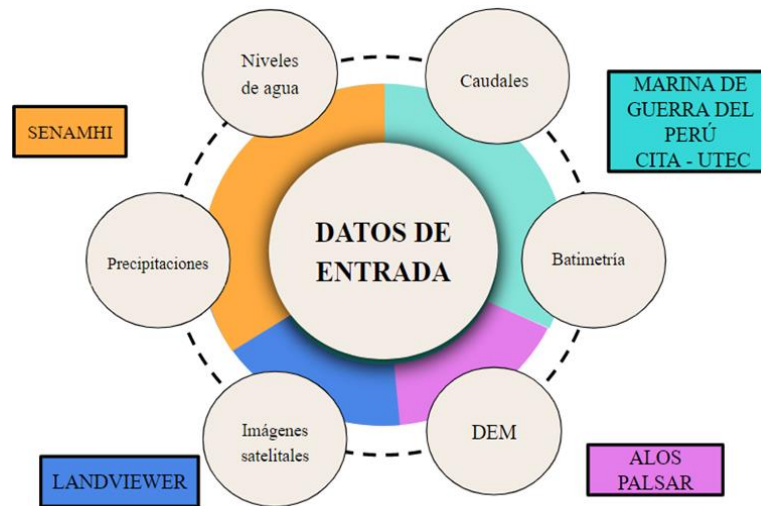 Niveles
de agua
Caudales
SENAMHI
MARINA DE
GUERRA DEL
PERÚ
CITA - UTEC
DATOS DE
ENTRADA
Precipitaciones
Batimetría
Imágenes
satelitales
DEM
LANDVIEWER
ALOS
PALSAR